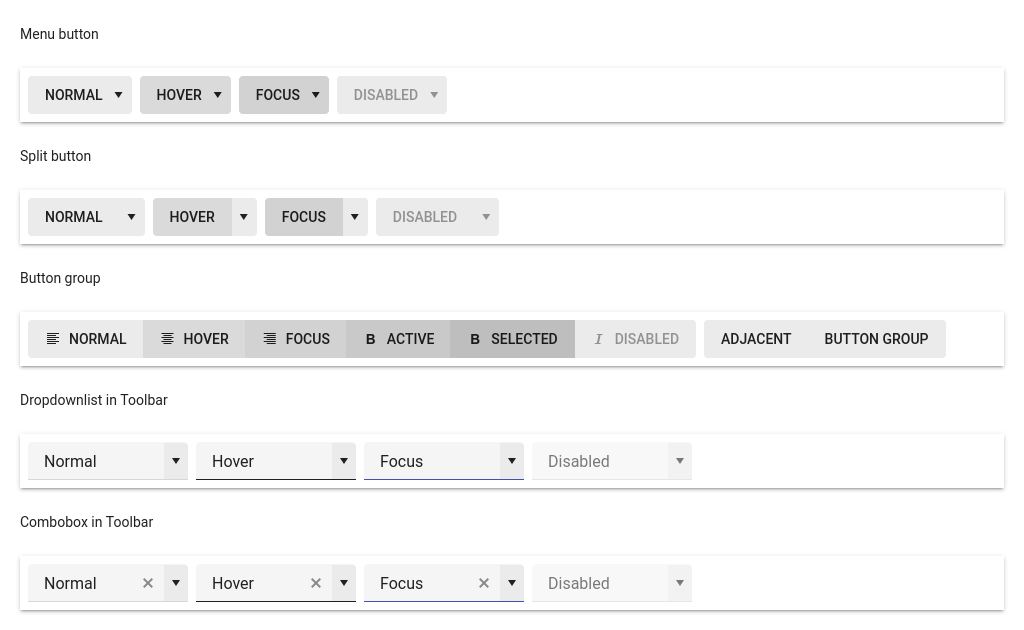 Menu button
NORMAL HOVER FOCUS DISABLED
Split button
NORMAL HOVER FOCUS DISABLED
Button group
NORMAL HOVER FOCUS B ACTIVE B SELECTED I DISABLED ADJACENT BUTTON GROUP
Dropdownlist in Toolbar
Normal Hover Focus Disabled
Combobox in Toolbar
Normal Hover Focus Disabled